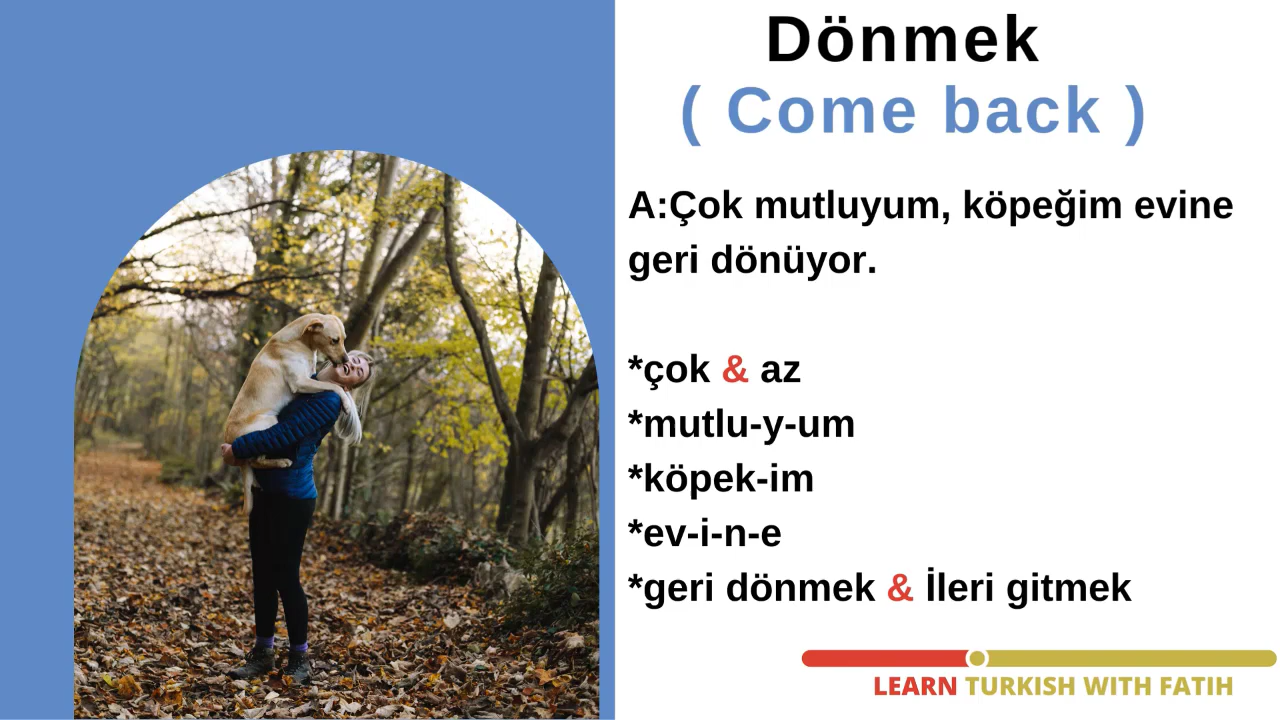 Dönmek
( Come back )
A:Çok mutluyum, köpeğim evine
geri dönüyor.
*çok & az
*mutlu-y-um
*köpek-im
*ev-i-n-e
*geri dönmek & İleri gitmek
LEARN TURKISH WITH FATIH